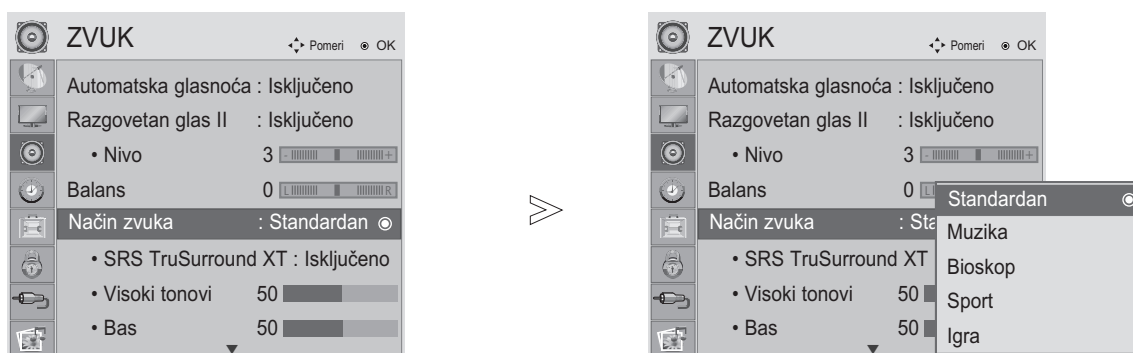 ZVUK
Pomeri OK
Automatska glasnoća : Isključeno
Razgovetan glas II : Isključeno
• Nivo 3 - +
Balans 0 L R
Način zvuka : Standardan
• SRS TruSurround XT : Isključeno
• Visoki tonovi 50
• Bas 50
ZVUK
Pomeri OK
Automatska glasnoća : Isključeno
Razgovetan glas II : Isključeno
• Nivo 3 - +
Balans 0 L
Način zvuka : Sta
• SRS TruSurround XT
• Visoki tonovi 50
• Bas 50
Standardan
Muzika
Bioskop
Sport
Igra